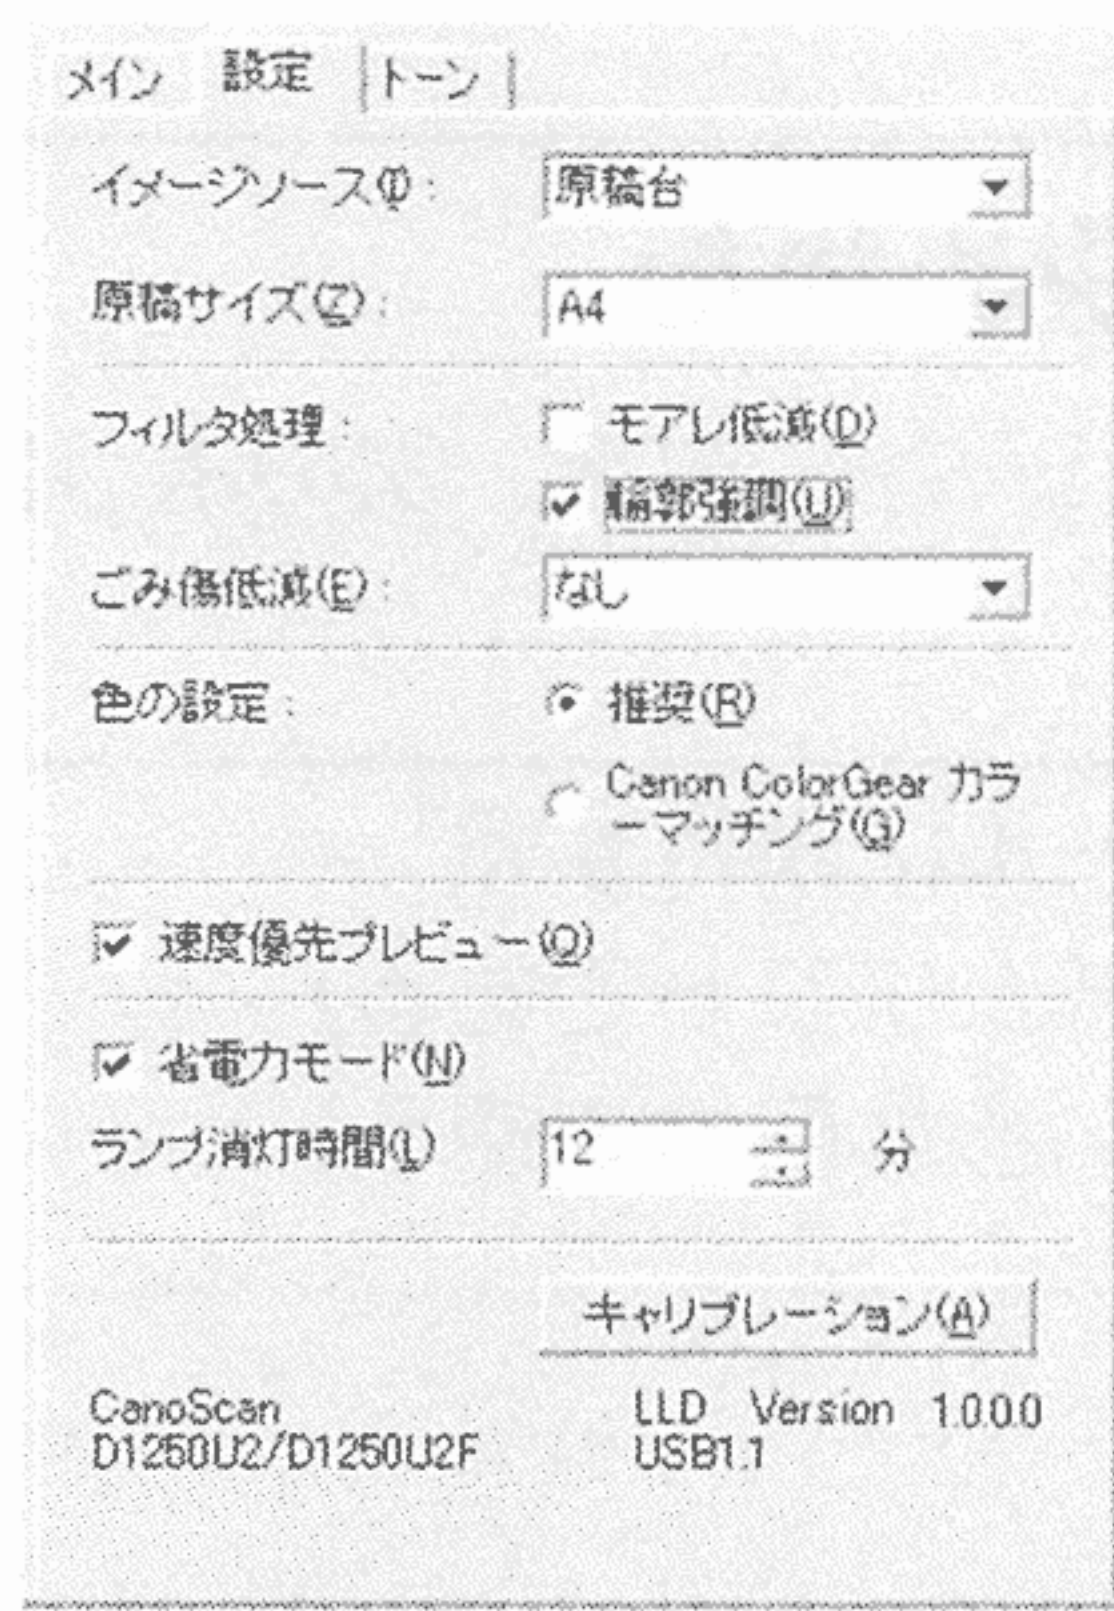 メイン 設定 トーン
イメージソース(I): 原稿台
原稿サイズ(Z): A4
フィルタ処理: モアレ低減(D)
輪郭強調(U)
ごみ傷低減(E): なし
色の設定: 推奨(R)
Canon ColorGear カラ
ーマッチング(G)
速度優先プレビュー(O)
省電力モード(N)
ランプ消灯時間(L) 12 分
キャリブレーション(A)
CanoScan LLD Version 1.0.0.0
D1250U2/D1250U2F USB1.1